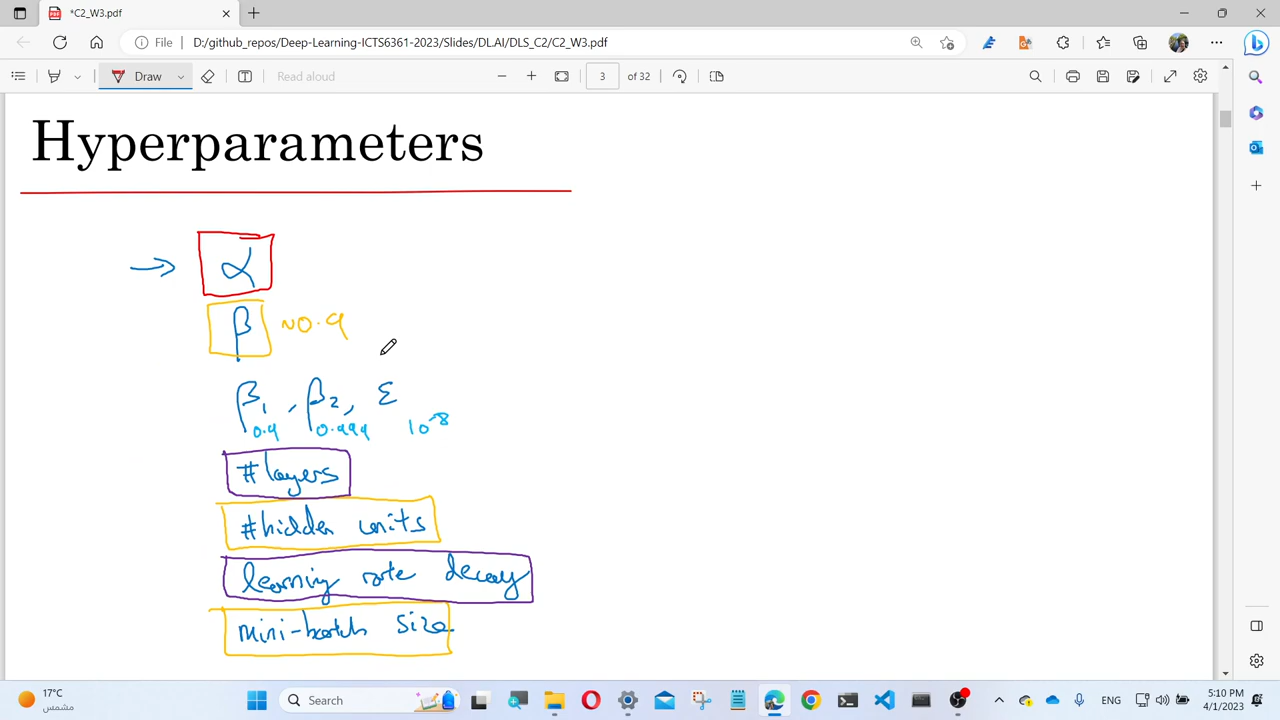 *C2_W3.pdf
File D:/github_repos/Deep-Learning-ICTS6361-2023/Slides/DL.AI/DLS_C2/C2_W3.pdf
Draw Read aloud 3 of 32
Hyperparameters
α
β ~0.9
β1, β2, ε
0.9 0.999 10^-8
#layers
#hidden units
learning rate decay
mini-batch size
17°C
مشمس
Search
ENG
5:10 PM
4/1/2023